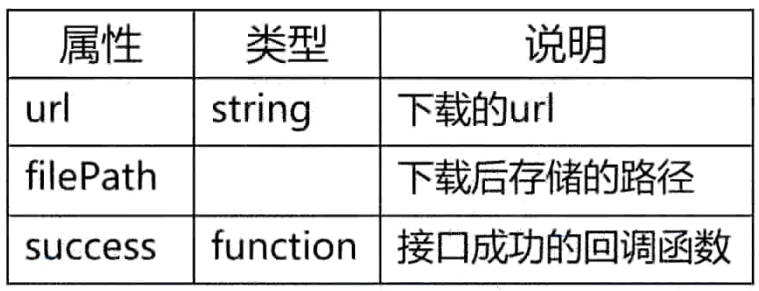 属性 类型 说明
url string 下载的url
filePath 下载后存储的路径
success function 接口成功的回调函数